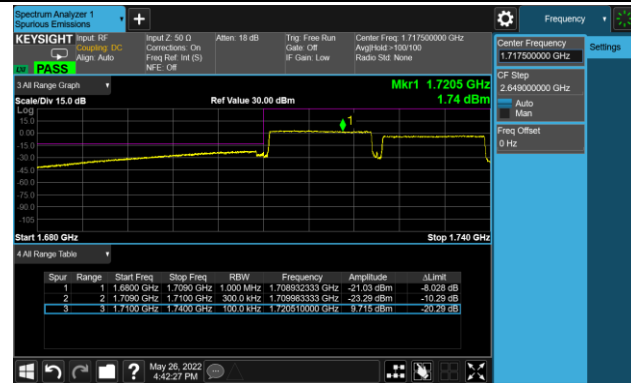 Spectrum Analyzer 1
Spurious Emissions
Frequency
KEYSIGHT Input: RF
Coupling: DC
Align: Auto
Input Z: 50 Ω
Corrections: On
Freq Ref: Int (S)
NFE: Off
Atten: 18 dB
Trig: Free Run
Gate: Off
IF Gain: Low
Center Freq: 1.717500000 GHz
Avg|Hold:>100/100
Radio Std: None
PASS
Center Frequency
1.717500000 GHz
Settings
CF Step
2.649000000 GHz
Auto
Man
Freq Offset
0 Hz
3 All Range Graph
Mkr1 1.7205 GHz
1.74 dBm
Scale/Div 15.0 dB
Ref Value 30.00 dBm
Log
15.0
0.00
-15.0
-30.0
-45.0
-60.0
-75.0
-90.0
-105
1
Start 1.680 GHz
Stop 1.740 GHz
4 All Range Table
Spur Range Start Freq Stop Freq RBW Frequency Amplitude ΔLimit
1 1 1.6800 GHz 1.7090 GHz 1.000 MHz 1.708932333 GHz -21.03 dBm -8.028 dB
2 2 1.7090 GHz 1.7100 GHz 300.0 kHz 1.709983333 GHz -23.29 dBm -10.29 dB
3 3 1.7100 GHz 1.7400 GHz 100.0 kHz 1.720510000 GHz 9.715 dBm -20.29 dB
?
May 26, 2022
4:42:27 PM